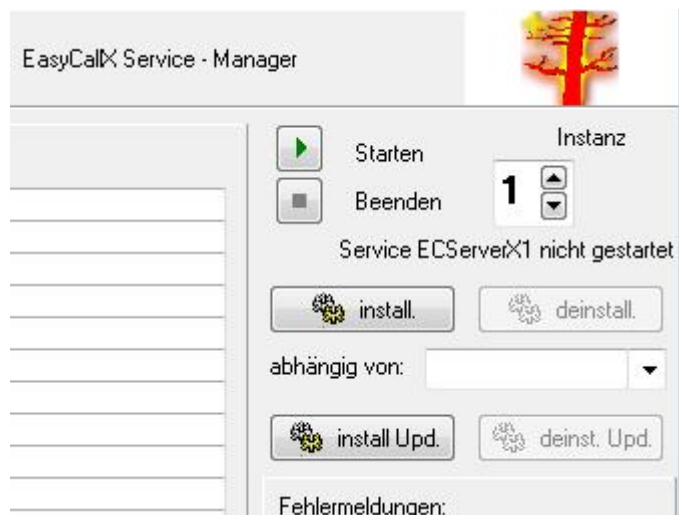 EasyCallX Service - Manager
Instanz
Starten
1
Beenden
Service ECServerX1 nicht gestartet
install.
deinstall.
abhängig von:
install Upd.
deinst. Upd.
Fehlermeldungen: